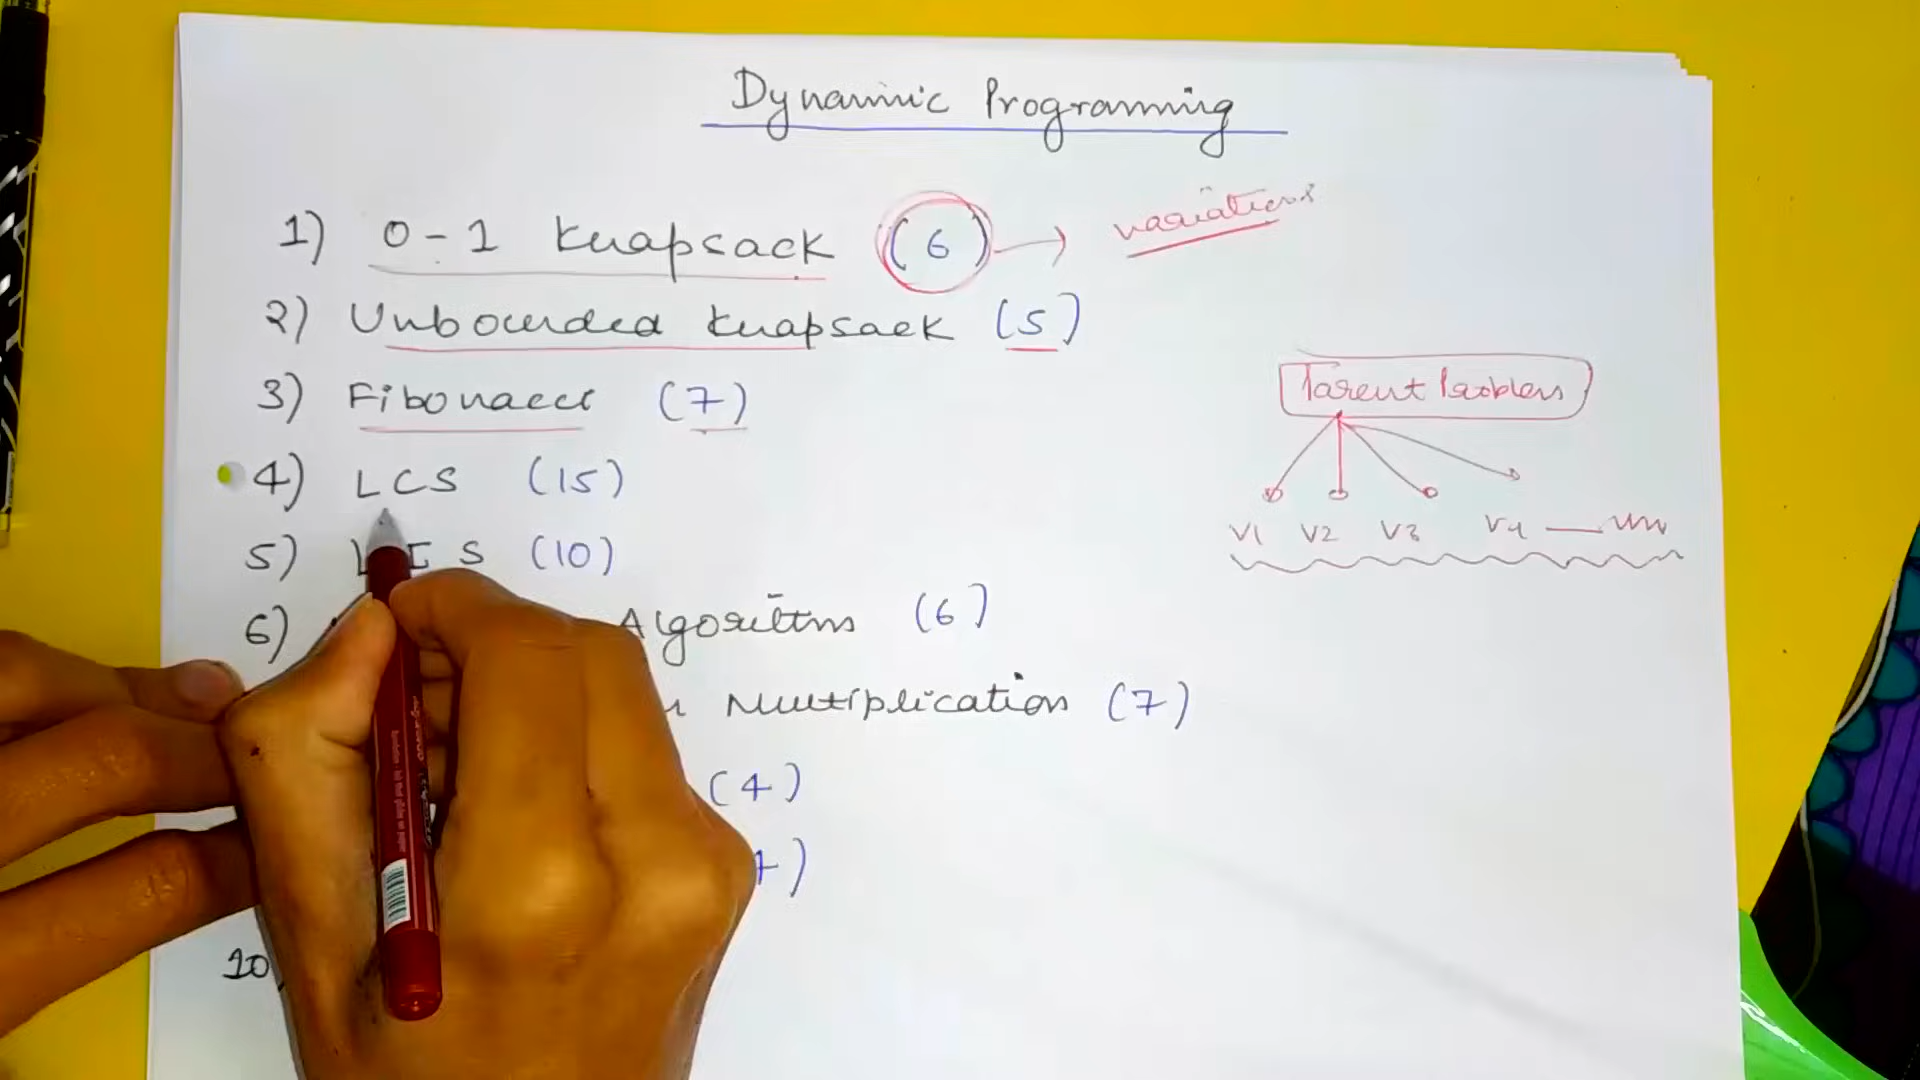 Dynamic Programming
1) 0-1 Knapsack (6) → variations
2) Unbounded Knapsack (5)
3) Fibonacci (7)
Parent Problem
4) LCS (15)
V1 V2 V3 V4
5) LIS (10)
6) Algorithm (6)
Multiplication (7)
(4)
10